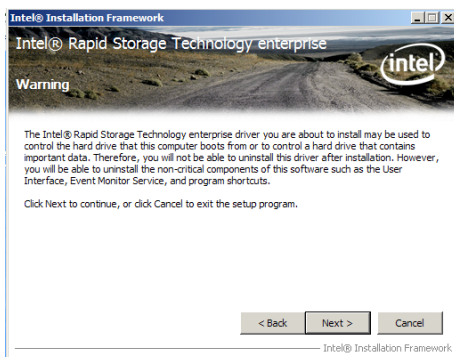 Intel® Installation Framework
Intel® Rapid Storage Technology enterprise
(intel)
Warning
The Intel® Rapid Storage Technology enterprise driver you are about to install may be used to
control the hard drive that this computer boots from or to control a hard drive that contains
important data. Therefore, you will not be able to uninstall this driver after installation. However,
you will be able to uninstall the non-critical components of this software such as the User
Interface, Event Monitor Service, and program shortcuts.
Click Next to continue, or click Cancel to exit the setup program.
< Back Next > Cancel
Intel® Installation Framework